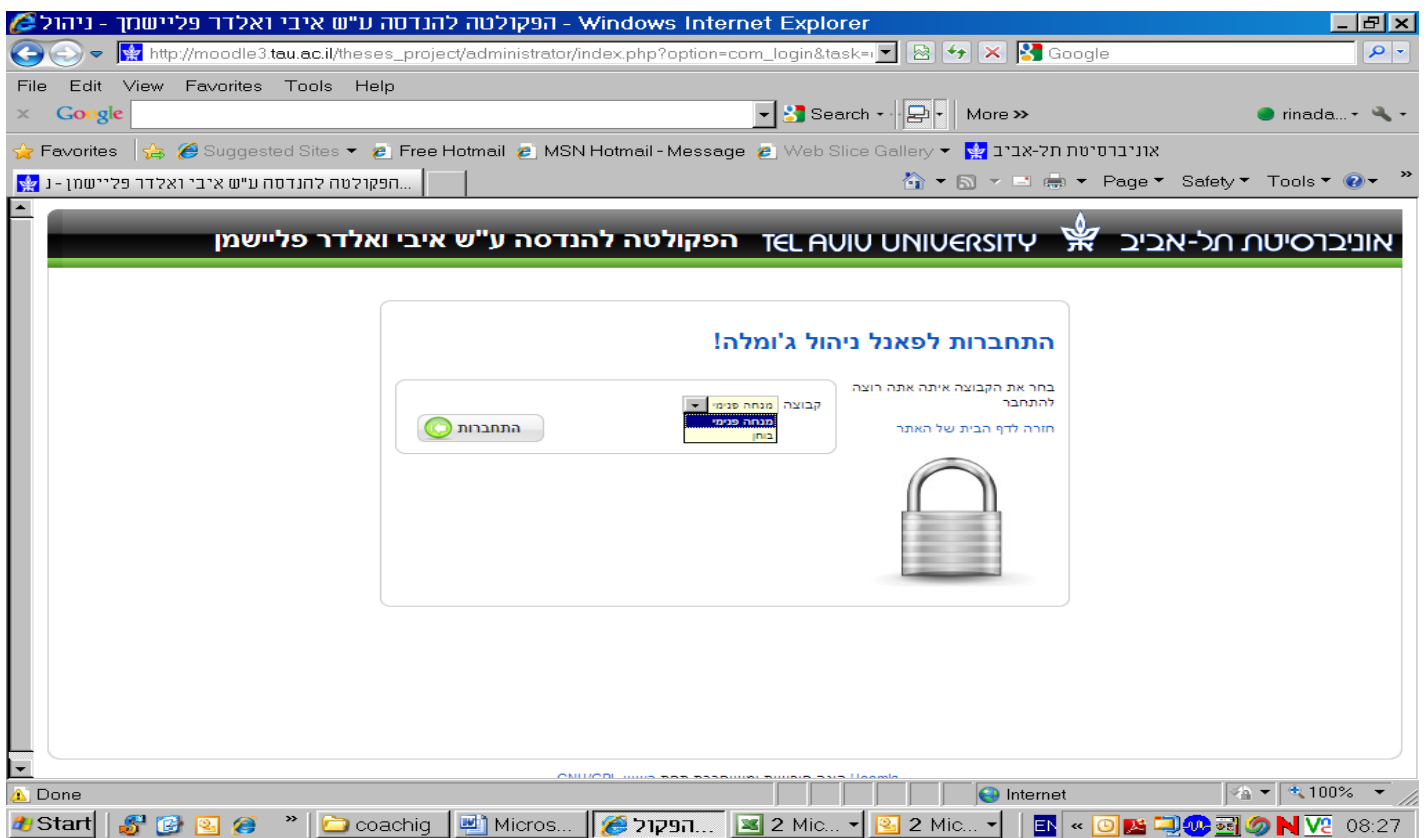 הפקולטה להנדסה ע"ש איבי ואלדר פליישמך - ניהול - Windows Internet Explorer
http://moodle3.tau.ac.il/theses_project/administrator/index.php?option=com_login&task=
Google
File Edit View Favorites Tools Help
Google Search More >> rinada...
Favorites Suggested Sites Free Hotmail MSN Hotmail - Message Web Slice Gallery אוניברסיטת תל-אביב
הפקולטה להנדסה ע"ש איבי ואלדר פליישמן - נ... Page Safety Tools
אוניברסיטת תל-אביב TEL AVIV UNIVERSITY הפקולטה להנדסה ע"ש איבי ואלדר פליישמן
התחברות לפאנל ניהול ג'ומלה!
בחר את הקבוצה איתה אתה רוצה
להתחבר
חזרה לדף הבית של האתר
קבוצה מנחה פנימי
מנחה פנימי
בוחן
התחברות
Done Internet 100%
Start coachig Micros... הפקול... 2 Mic... 2 Mic... EN « 08:27